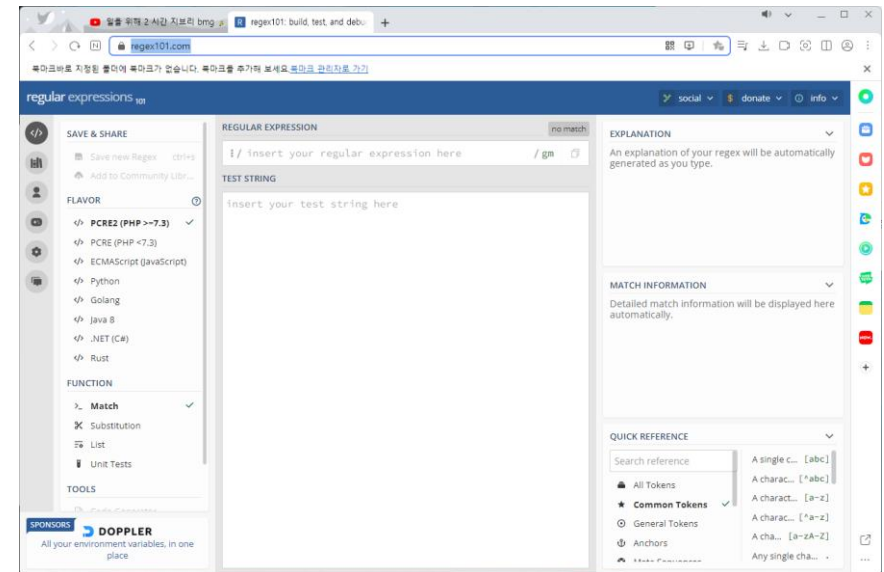 일을 위해 2시간 지브리 bmg
regex101: build, test, and debu
regex101.com
북마크바로 지정된 폴더에 북마크가 없습니다. 북마크를 추가해 보세요. 북마크 관리자로 가기
regular expressions 101
social
$ donate
info
SAVE & SHARE
Save new Regex ctrl+s
Add to Community Libr...
FLAVOR
</> PCRE2 (PHP >=7.3)
</> PCRE (PHP <7.3)
</> ECMAScript (JavaScript)
</> Python
</> Golang
</> Java 8
</> .NET (C#)
</> Rust
FUNCTION
>_ Match
Substitution
List
Unit Tests
TOOLS
Code Generator
SPONSORS
DOPPLER
All your environment variables, in one
place
REGULAR EXPRESSION
no match
/ insert your regular expression here / gm
TEST STRING
insert your test string here
EXPLANATION
An explanation of your regex will be automatically
generated as you type.
MATCH INFORMATION
Detailed match information will be displayed here
automatically.
QUICK REFERENCE
Search reference
All Tokens
Common Tokens
General Tokens
Anchors
Meta Sequences
A single c... [abc]
A charac... [^abc]
A charact... [a-z]
A charac... [^a-z]
A cha... [a-zA-Z]
Any single cha... .